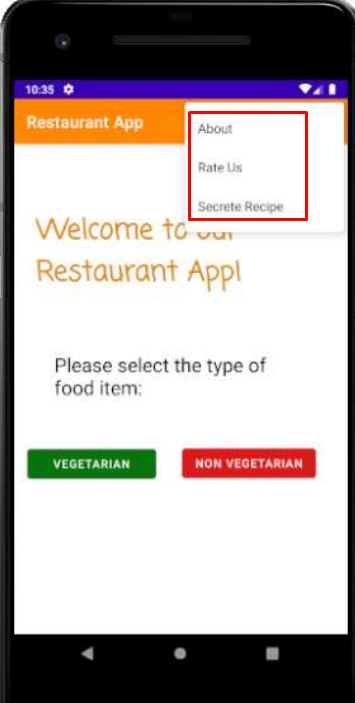 10:35
Restaurant App
About
Rate Us
Secrete Recipe
Welcome to our
Restaurant App!
Please select the type of
food item:
VEGETARIAN
NON VEGETARIAN